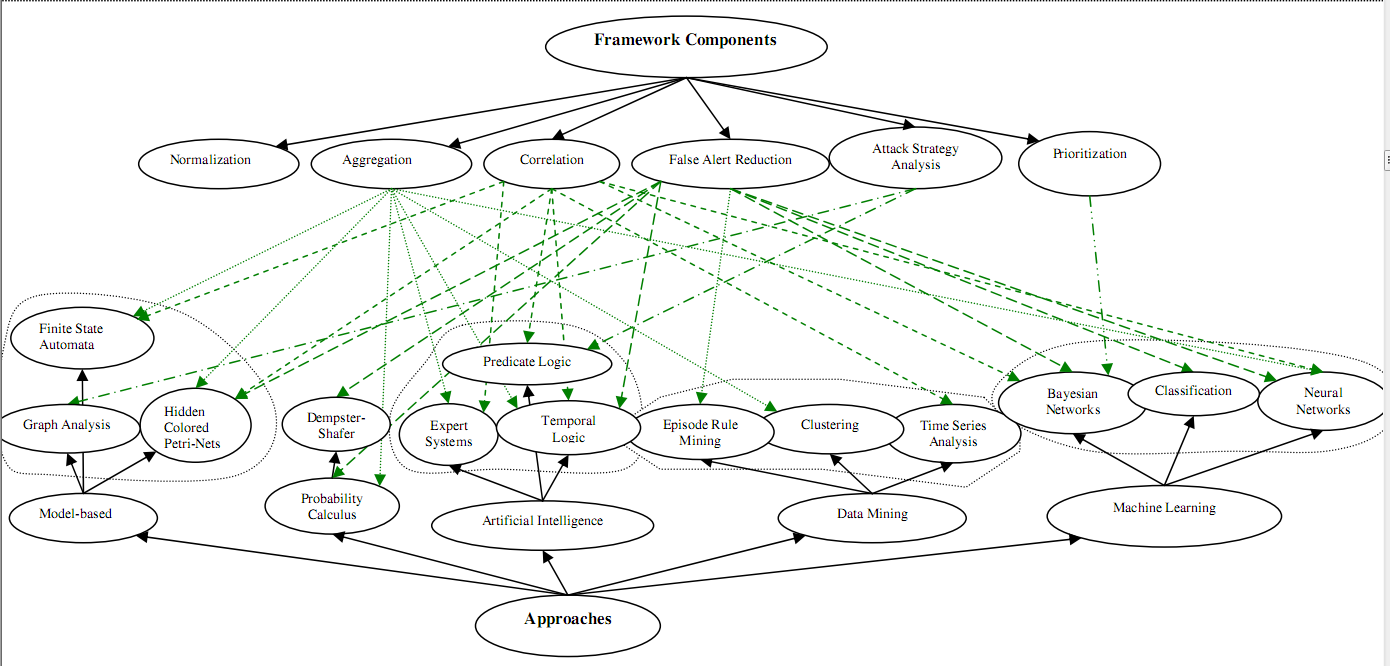 Framework Components
Normalization
Aggregation
Correlation
False Alert Reduction
Attack Strategy
Analysis
Prioritization
Finite State
Automata
Predicate Logic
Graph Analysis
Hidden
Colored
Petri-Nets
Dempster-
Shafer
Expert
Systems
Temporal
Logic
Episode Rule
Mining
Clustering
Time Series
Analysis
Bayesian
Networks
Classification
Neural
Networks
Model-based
Probability
Calculus
Artificial Intelligence
Data Mining
Machine Learning
Approaches